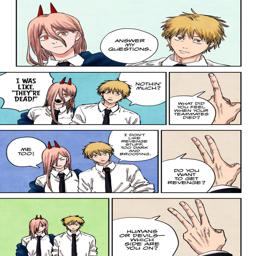 ANSWER
MY
QUESTIONS.
I WAS
LIKE,
"THEY'RE
DEAD!"
NOTHIN'
MUCH?
WHAT DID
YOU FEEL
WHEN YOUR
TEAMMATES
DIED?
ME
TOO!
I DON'T
LIKE
REVENGE
STUFF.
TOO DARK
AND
BROODING.
DO YOU
WANT TO
GET
REVENGE?
HUMANS
OR DEVILS—
WHICH
SIDE ARE
YOU ON?